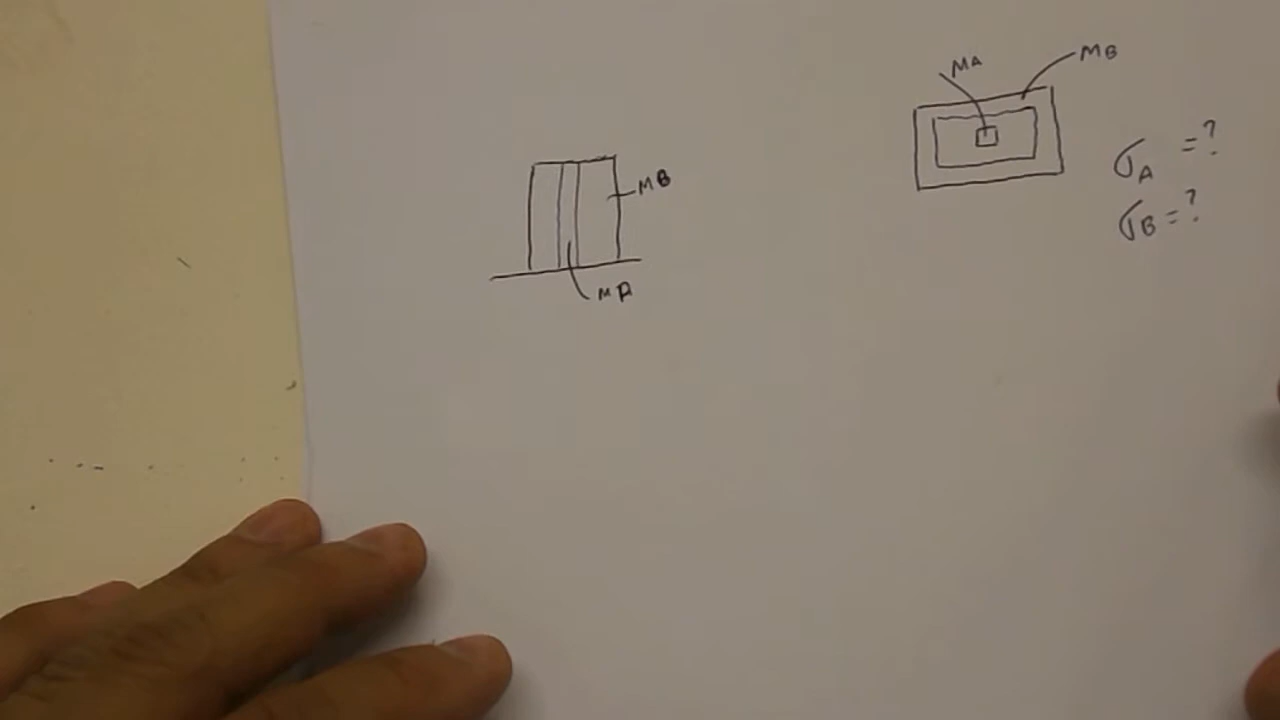 MA
MB
σA = ?
σB = ?
MB
MA